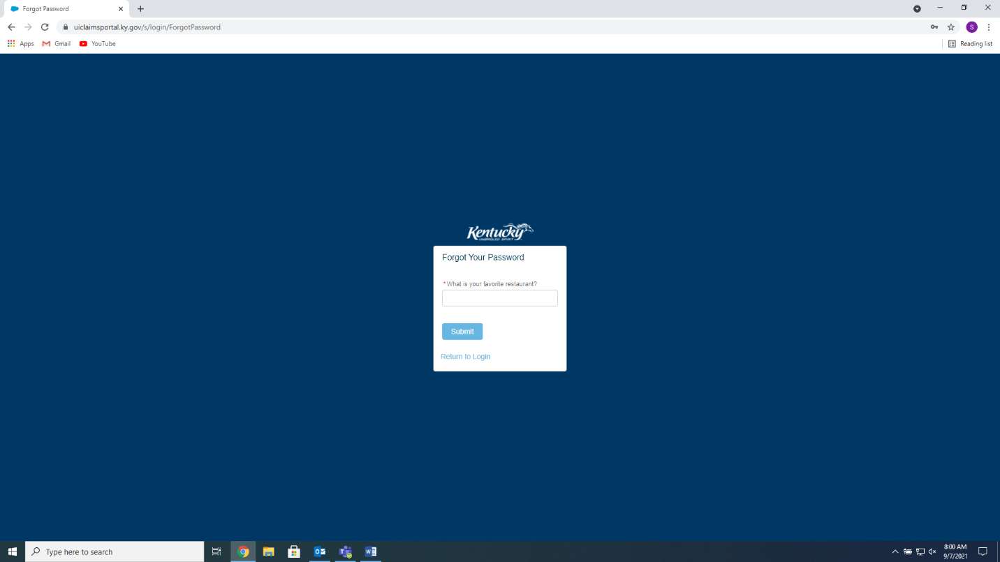 Forgot Password
uiclaimsportal.ky.gov/s/login/ForgotPassword
S
Apps Gmail YouTube Reading list
Kentucky
UNBRIDLED SPIRIT
Forgot Your Password
*What is your favorite restaurant?
Submit
Return to Login
Type here to search
8:00 AM
9/7/2021